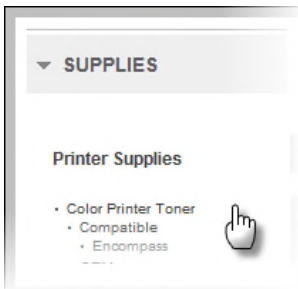 SUPPLIES
Printer Supplies
Color Printer Toner
Compatible
Encompass